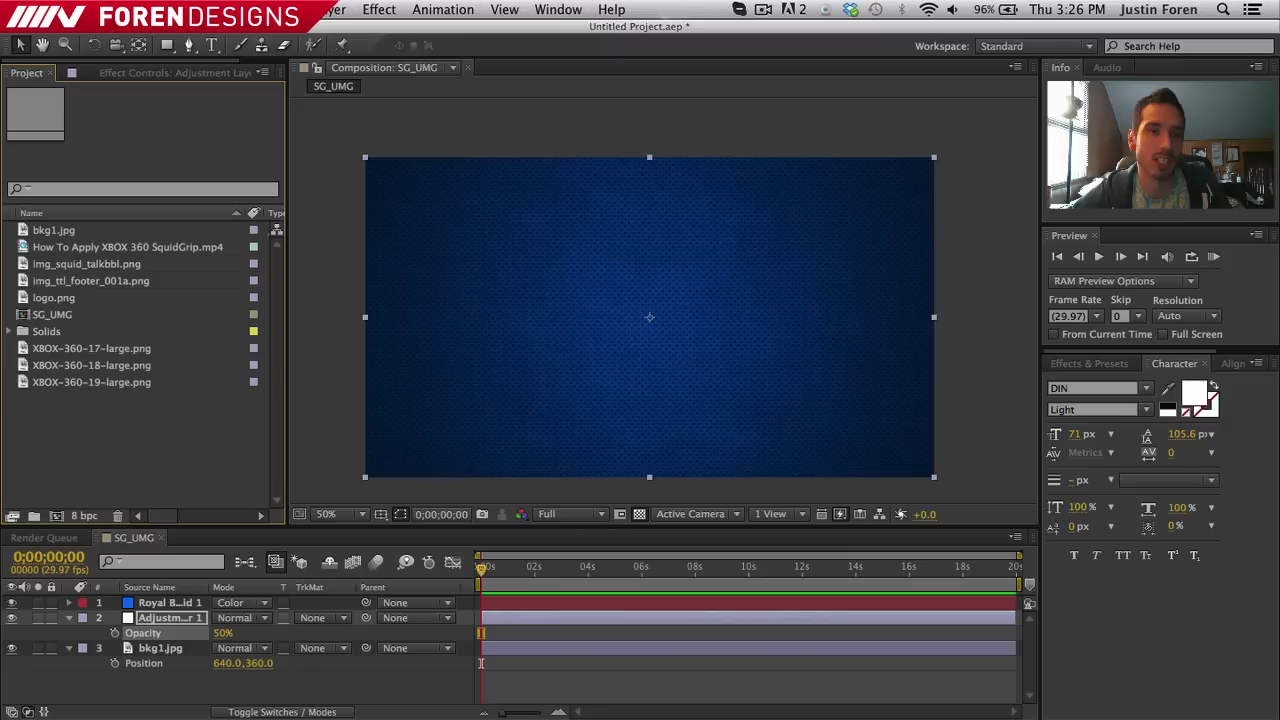 FORENDESIGNS
Effect Animation View Window Help
2 96% Thu 3:26 PM Justin Foren
Untitled Project.aep *
Workspace: Standard Search Help
Project Effect Controls: Adjustment Lay
Composition: SG_UMG
Info Audio
SG_UMG
Name Type
bkg1.jpg
How To Apply XBOX 360 SquidGrip.mp4
img_squid_talkbbl.png
img_ttl_footer_001a.png
logo.png
SG_UMG
Solids
XBOX-360-17-large.png
XBOX-360-18-large.png
XBOX-360-19-large.png
8 bpc
50% 0;00;00;00 Full Active Camera 1 View +0.0
Preview
RAM Preview Options
Frame Rate Skip Resolution
(29.97) 0 Auto
From Current Time Full Screen
Effects & Presets Character Align
DIN
Light
71 px 105.6 px
Metrics 0
- px
100% 100%
0 px 0%
T T TT Tr T¹ T₁
Render Queue SG_UMG
0;00;00;00
00000 (29.97 fps)
02s 04s 06s 08s 10s 12s 14s 16s 18s 20s
# Source Name Mode T TrkMat Parent
1 Royal B...id 1 Color None
2 Adjustm...r 1 Normal None None
Opacity 50%
3 bkg1.jpg Normal None None
Position 640.0,360.0
Toggle Switches / Modes